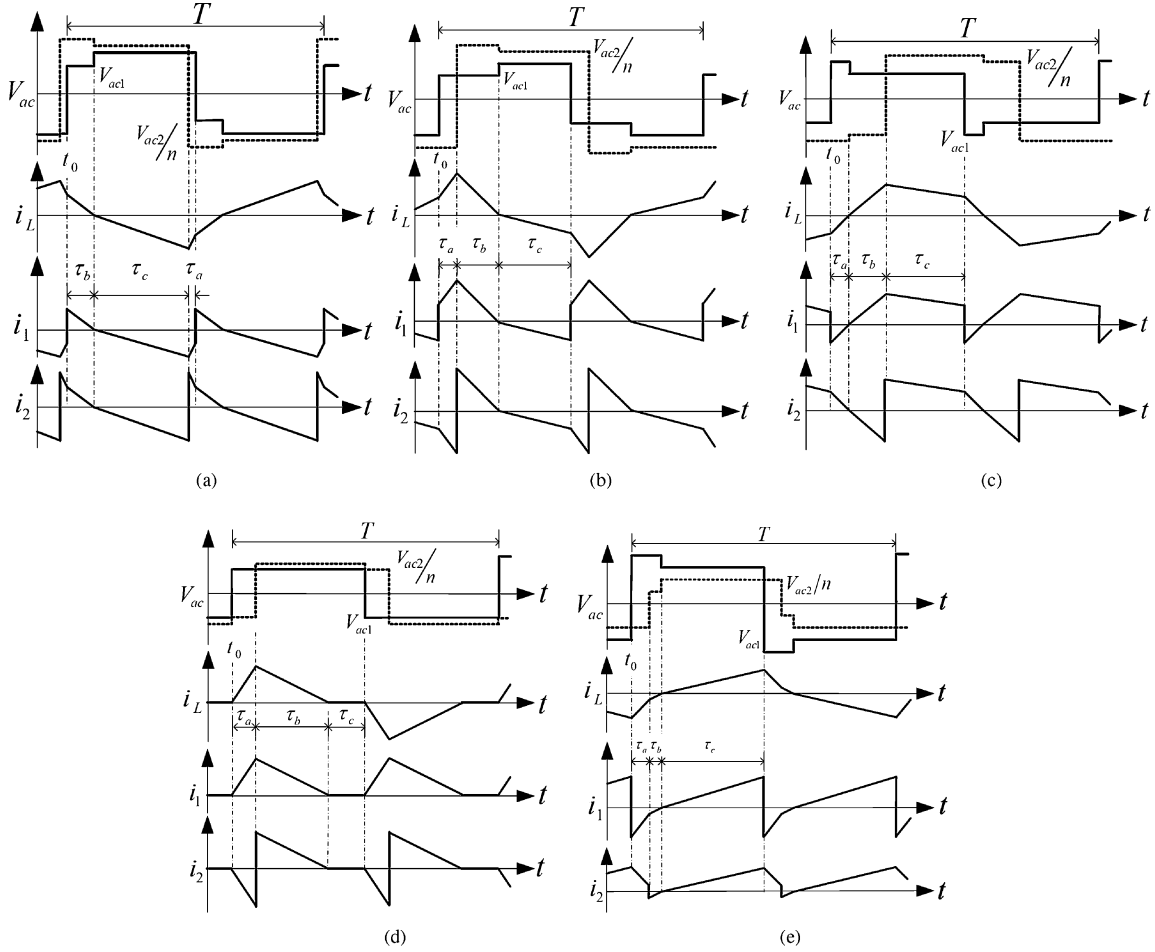 T
V_ac
V_ac1
V_ac2/n
t
t_0
i_L
t
τ_b
τ_c
τ_a
i_1
t
i_2
t
(a)
T
V_ac2/n
V_ac1
V_ac
t
t_0
i_L
t
τ_a
τ_b
τ_c
i_1
t
i_2
t
(b)
T
V_ac2/n
V_ac
t
V_ac1
t_0
i_L
t
τ_a
τ_b
τ_c
i_1
t
i_2
t
(c)
T
V_ac2/n
V_ac
t
V_ac1
t_0
i_L
t
τ_a
τ_b
τ_c
i_1
t
i_2
t
(d)
T
V_ac2/n
V_ac
t
V_ac1
t_0
i_L
t
τ_a
τ_b
τ_c
i_1
t
i_2
t
(e)